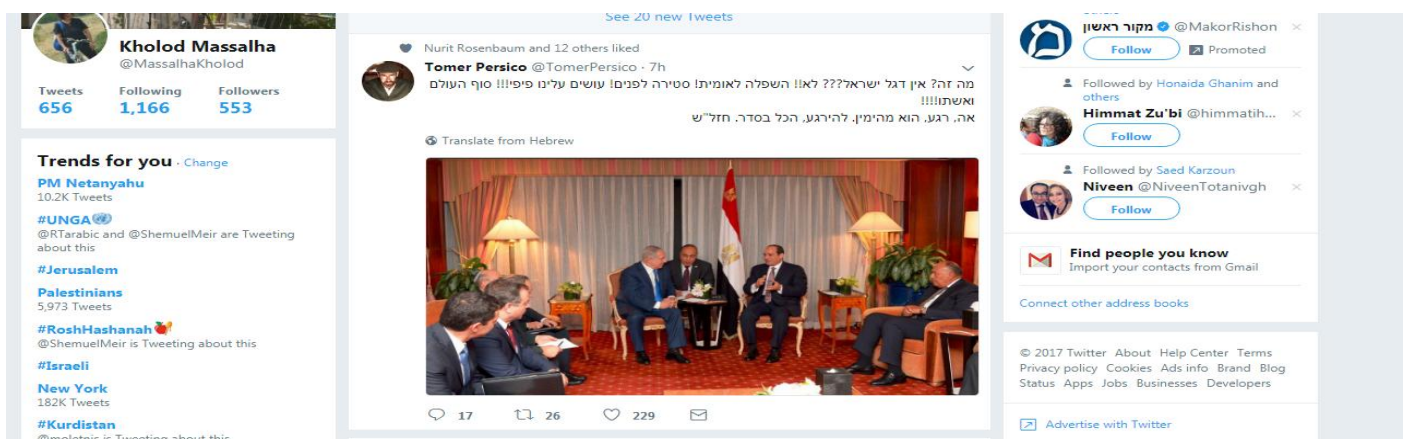 Kholod Massalha
@MassalhaKholod
Tweets Following Followers
656 1,166 553
Trends for you · Change
PM Netanyahu
10.2K Tweets
#UNGA
@RTarabic and @ShemuelMeir are Tweeting
about this
#Jerusalem
Palestinians
5,973 Tweets
#RoshHashanah
@ShemuelMeir is Tweeting about this
#Israeli
New York
182K Tweets
#Kurdistan
See 20 new Tweets
Nurit Rosenbaum and 12 others liked
Tomer Persico @TomerPersico · 7h
מה זה? אין דגל ישראל??? לא!! השפלה לאומית! סטירה לפנים! עושים עלינו פיפי!!! סוף העולם
ואשתו!!!!
אה, רגע, הוא מהימין. להירגע, הכל בסדר. חזל"ש
Translate from Hebrew
17 26 229
מקור ראשון @MakorRishon
Follow Promoted
Followed by Honaida Ghanim and
others
Himmat Zu'bi @himmatih...
Follow
Followed by Saed Karzoun
Niveen @NiveenTotanivgh
Follow
Find people you know
Import your contacts from Gmail
Connect other address books
© 2017 Twitter About Help Center Terms
Privacy policy Cookies Ads info Brand Blog
Status Apps Jobs Businesses Developers
Advertise with Twitter